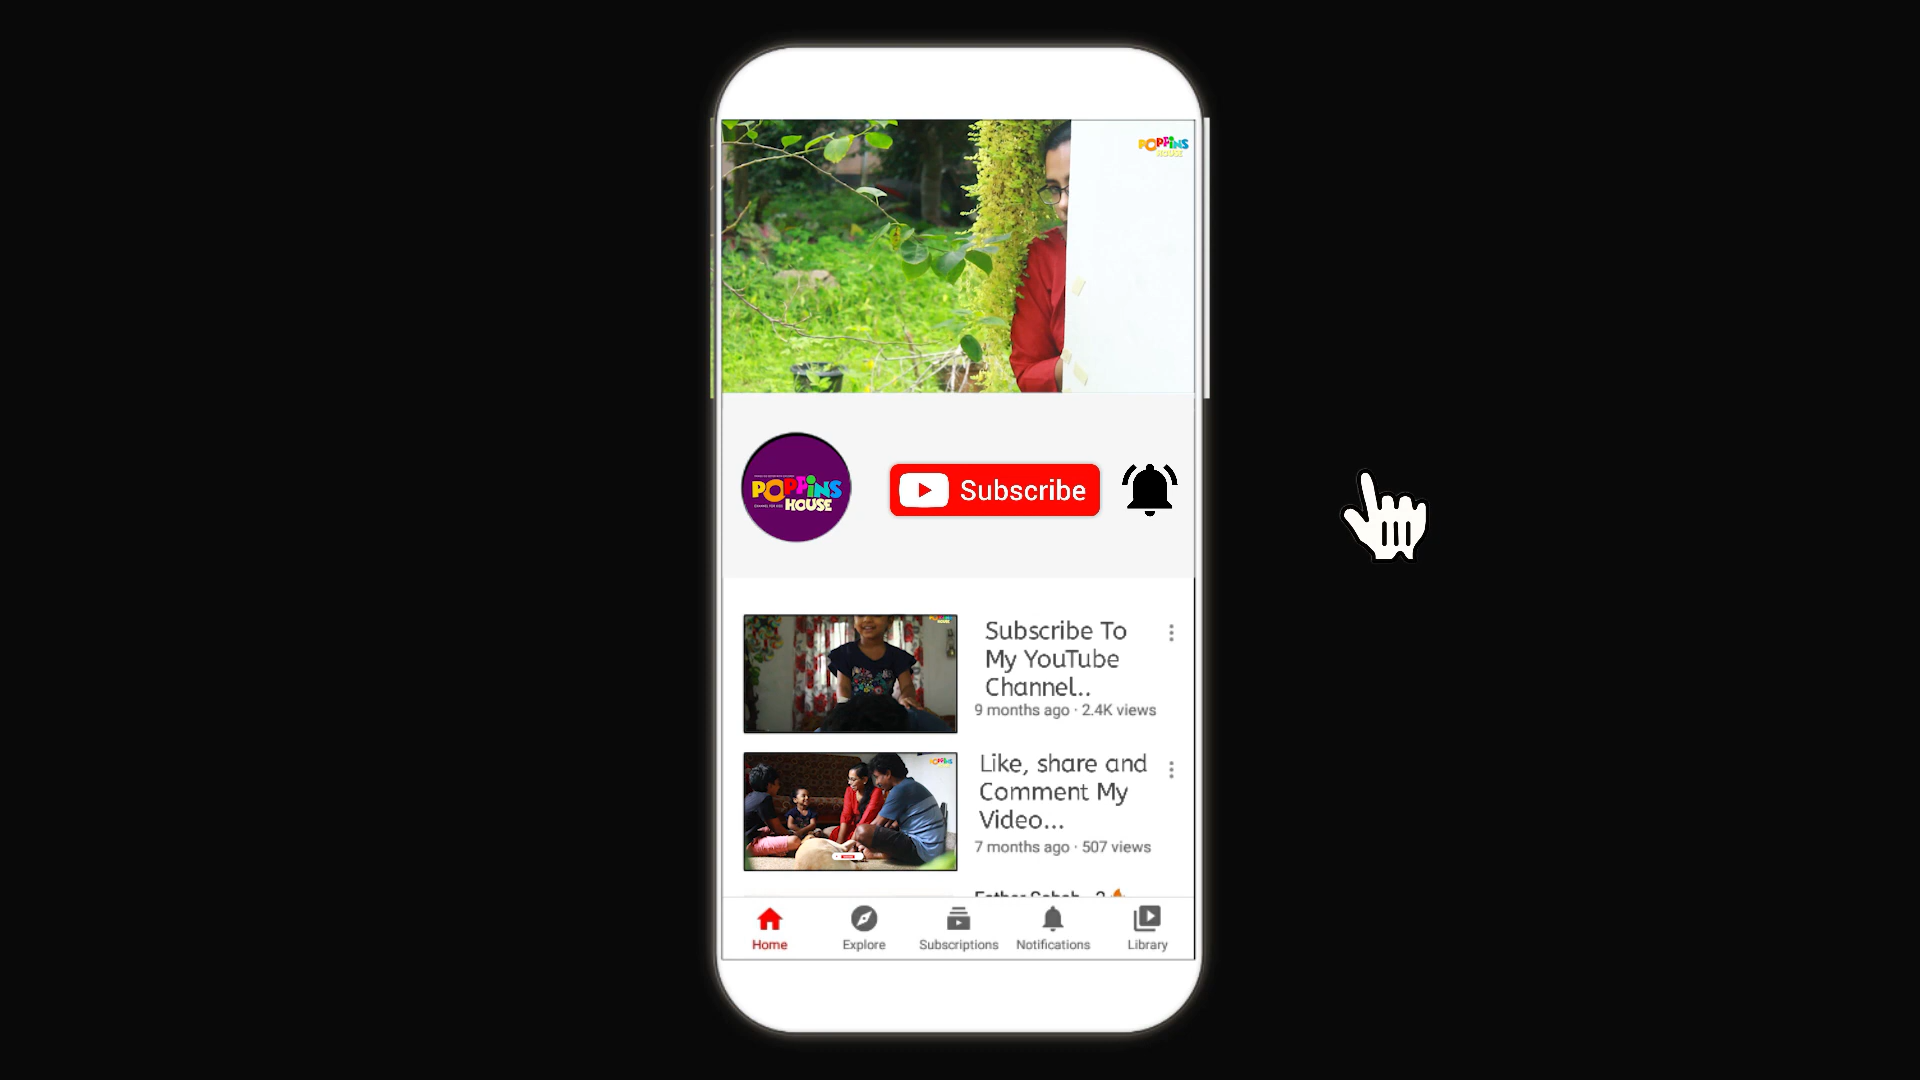 POPPINS
HOUSE
POPPINS
HOUSE
Subscribe
Subscribe To
My YouTube
Channel..
9 months ago · 2.4K views
Like, share and
Comment My
Video...
7 months ago · 507 views
Home
Explore
Subscriptions
Notifications
Library